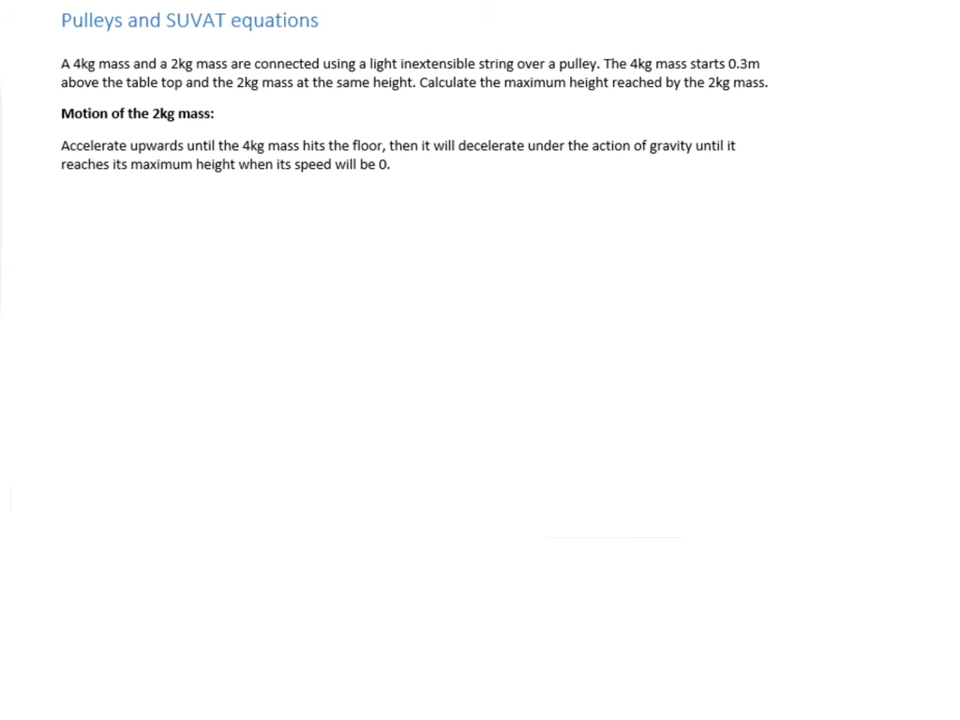 Pulleys and SUVAT equations
A 4kg mass and a 2kg mass are connected using a light inextensible string over a pulley. The 4kg mass starts 0.3m
above the table top and the 2kg mass at the same height. Calculate the maximum height reached by the 2kg mass.
Motion of the 2kg mass:
Accelerate upwards until the 4kg mass hits the floor, then it will decelerate under the action of gravity until it
reaches its maximum height when its speed will be 0.